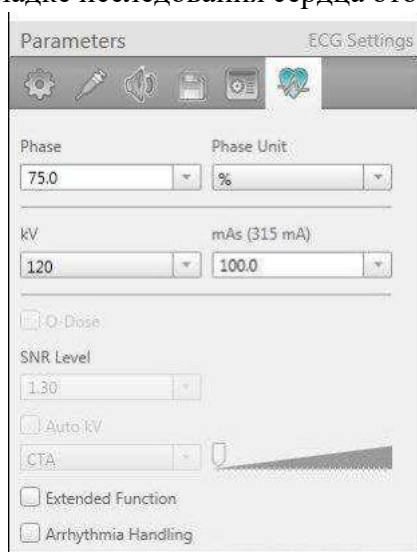 Parameters ECG Settings
Phase Phase Unit
75.0 %
kV mAs (315 mA)
120 100.0
O-Dose
SNR Level
1.30
Auto kV
CTA
Extended Function
Arrhythmia Handling